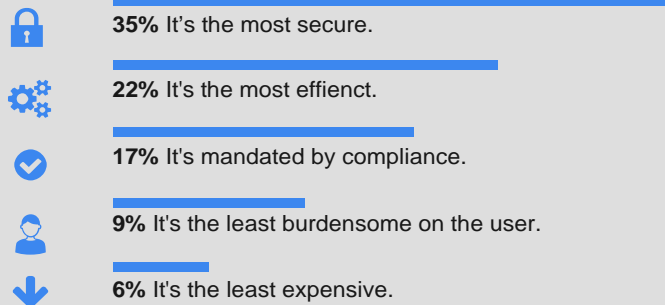 35% It’s the most secure.
22% It's the most effienct.
17% It's mandated by compliance.
9% It's the least burdensome on the user.
6% It's the least expensive.